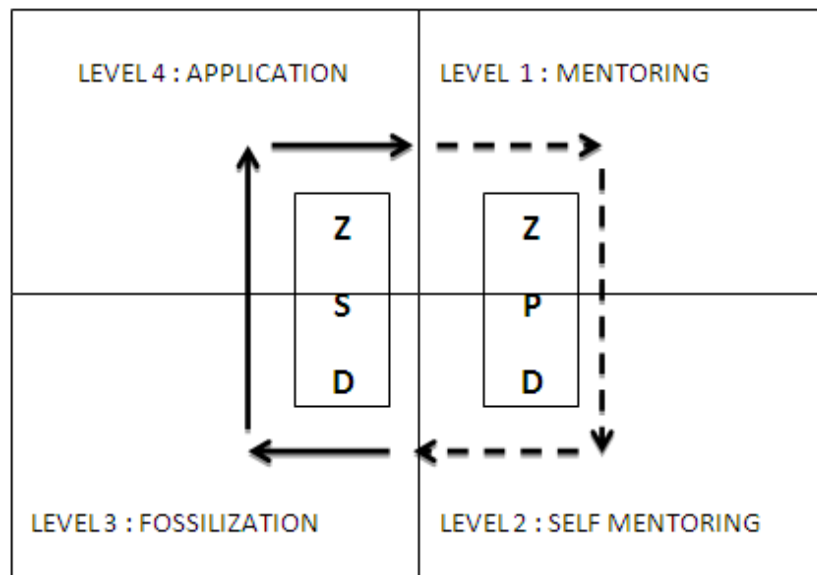 LEVEL 4 : APPLICATION
LEVEL 1 : MENTORING
Z
S
D
Z
P
D
LEVEL 3 : FOSSILIZATION
LEVEL 2 : SELF MENTORING